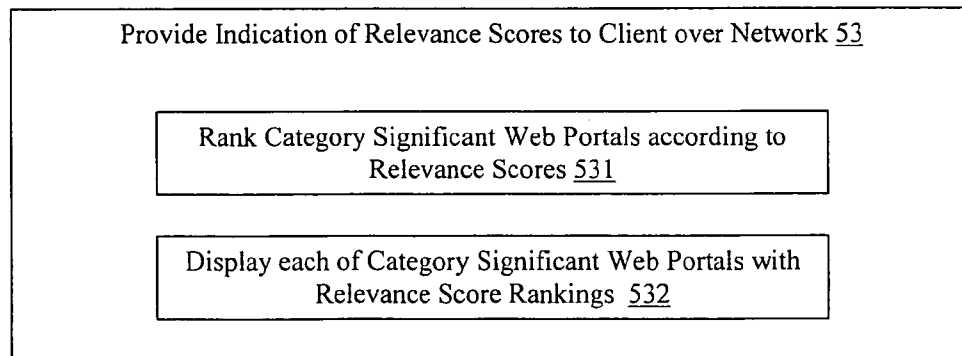 Provide Indication of Relevance Scores to Client over Network 53
Rank Category Significant Web Portals according to
Relevance Scores 531
Display each of Category Significant Web Portals with
Relevance Score Rankings 532